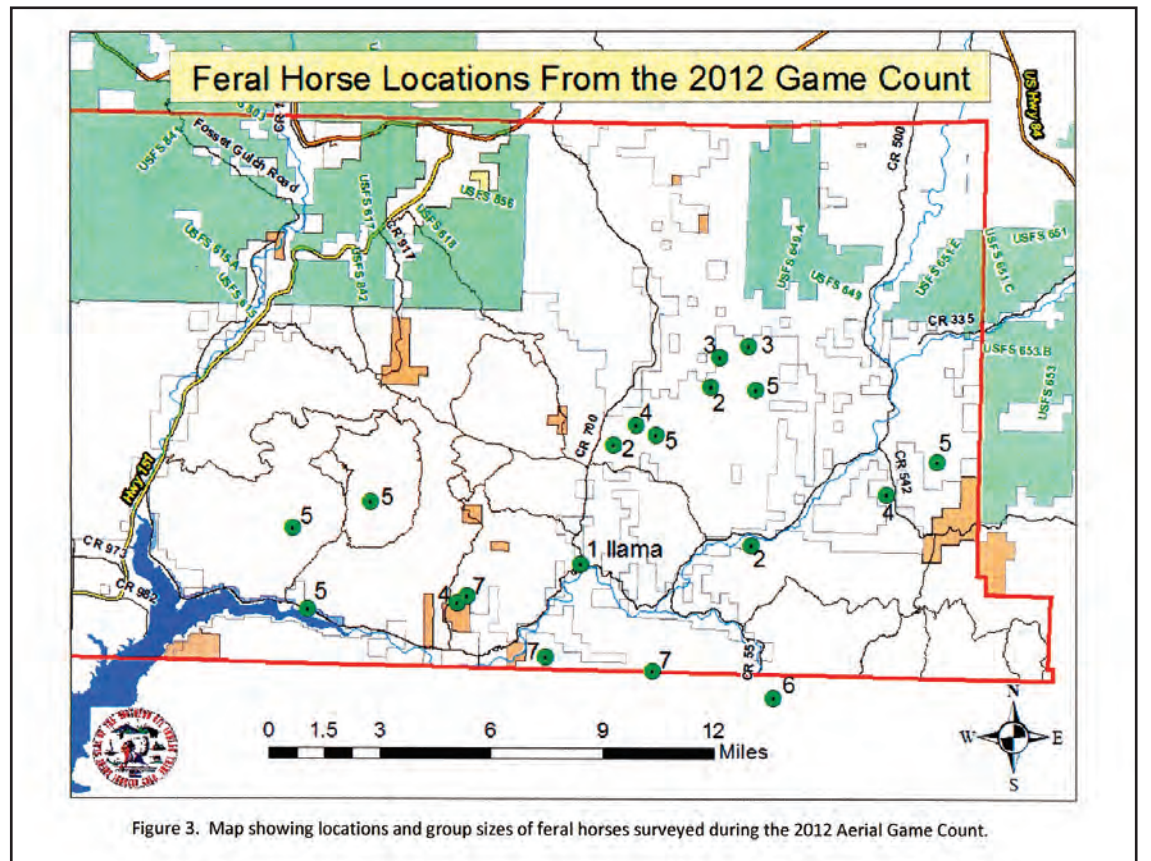 Feral Horse Locations From the 2012 Game Count
US Hwy 84
CR 500
Fosset Gulch Road
USFS 841
USFS 856
USFS 617
USFS 618
CR 917
USFS 842
USFS 615.A
USFS 615
USFS 649.A
USFS 649
USFS 651.E
USFS 651.C
USFS 651
CR 335
USFS 653.B
USFS 653
3
3
2
5
4
5
2
CR 700
5
CR 542
4
5
5
Hwy 151
2
1 llama
CR 973
CR 982
5
4
7
7
7
CR 551
6
N
W
E
S
0 1.5 3 6 9 12
Miles
Figure 3. Map showing locations and group sizes of feral horses surveyed during the 2012 Aerial Game Count.